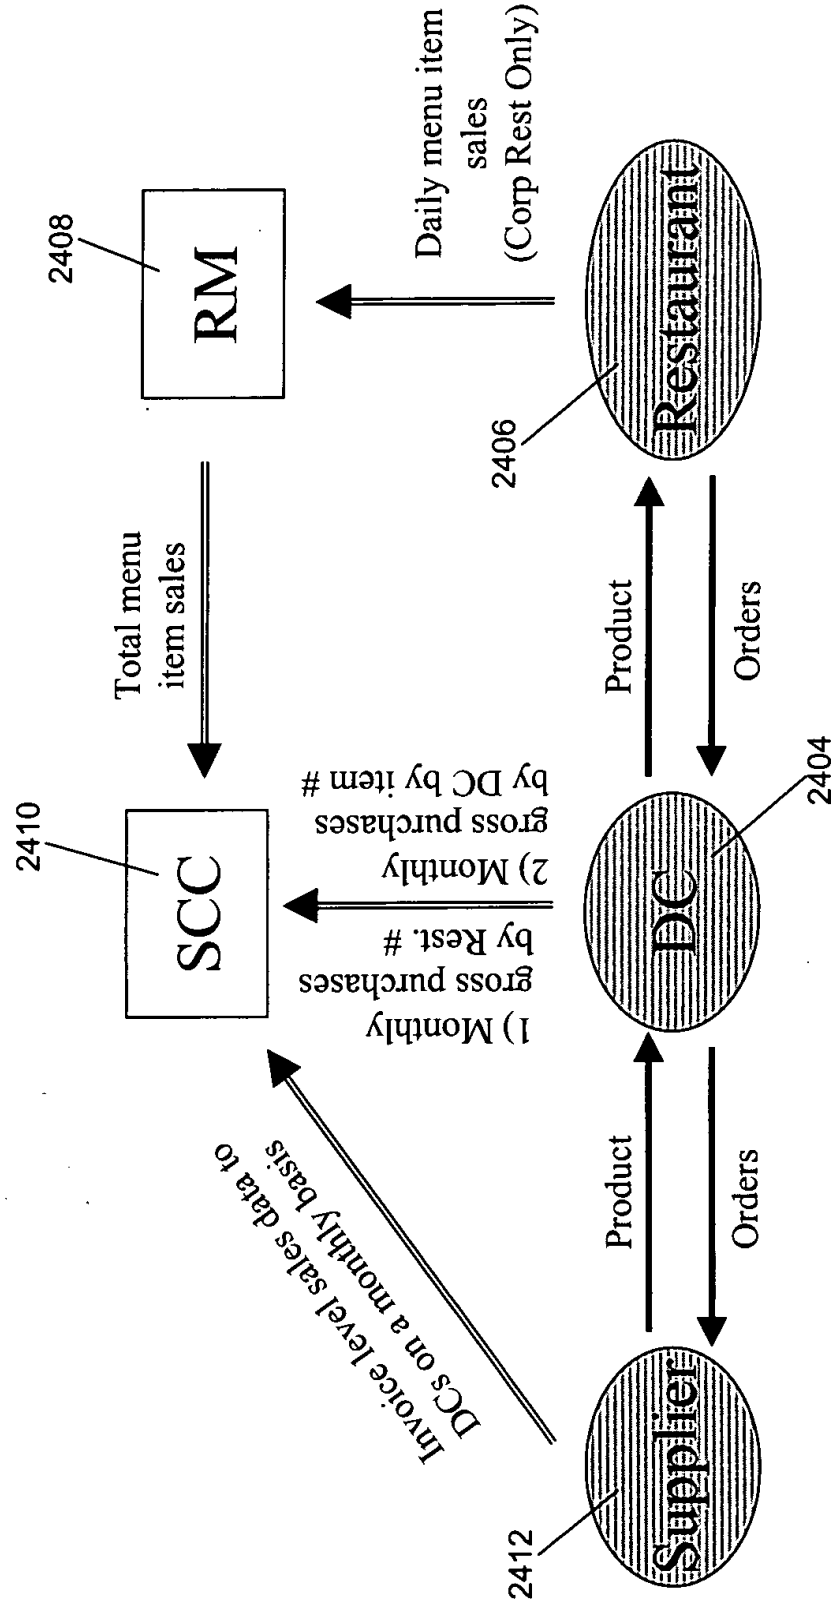 2408
RM
Daily menu item
sales
(Corp Rest Only)
2406
Restaurant
Total menu
item sales
Product
Orders
2410
SCC
1) Monthly
gross purchases
by Rest. #
2) Monthly
gross purchases
by DC by item #
DC
2404
Invoice level sales data to
DCs on a monthly basis
Product
Orders
Supplier
2412